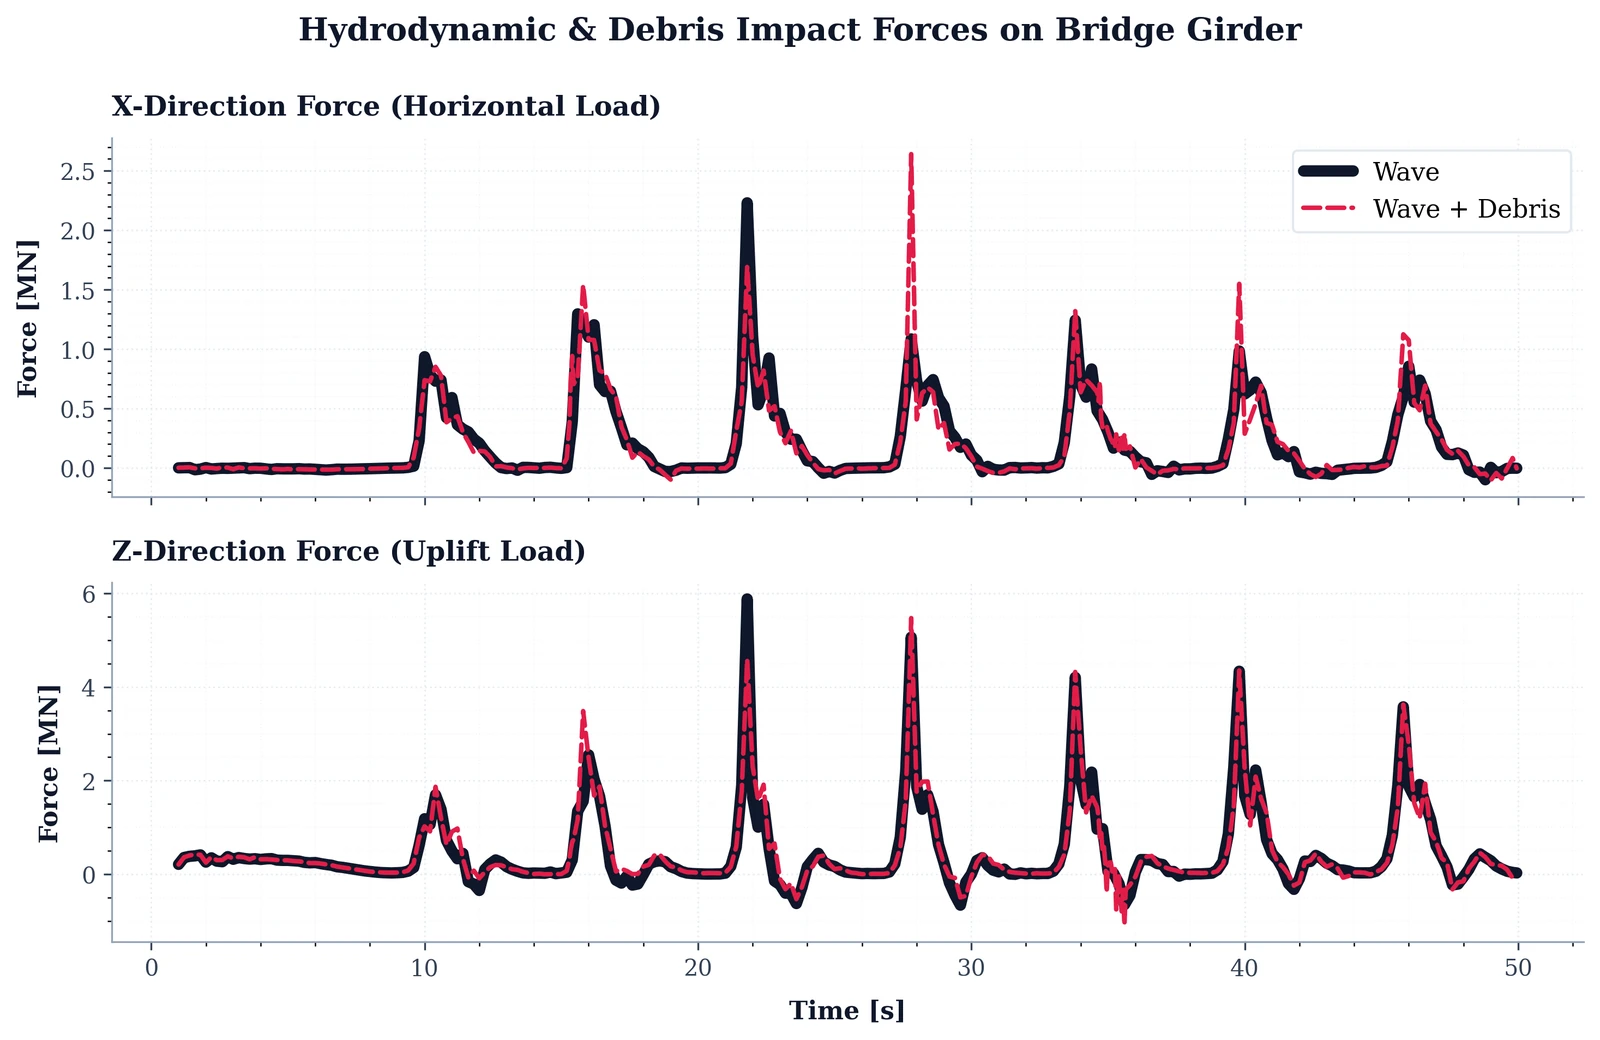 Hydrodynamic & Debris Impact Forces on Bridge Girder
X-Direction Force (Horizontal Load)
Force [MN]
2.5
2.0
1.5
1.0
0.5
0.0
Wave
Wave + Debris
Z-Direction Force (Uplift Load)
Force [MN]
6
4
2
0
0 10 20 30 40 50
Time [s]